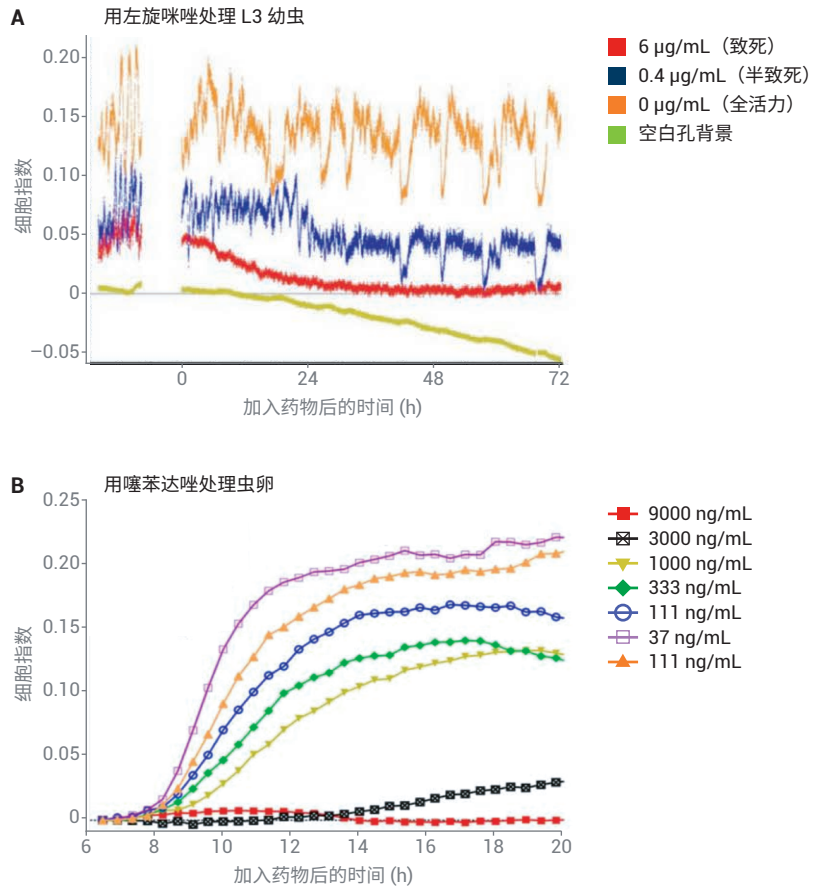 A
用左旋咪唑处理 L3 幼虫
0.20
0.15
0.10
0.05
0
−0.05
细胞指数
0
24
48
72
加入药物后的时间 (h)
6 µg/mL（致死）
0.4 µg/mL（半致死）
0 µg/mL（全活力）
空白孔背景
B
用噻苯达唑处理虫卵
0.25
0.20
0.15
0.10
0.05
0
细胞指数
6
8
10
12
14
16
18
20
加入药物后的时间 (h)
9000 ng/mL
3000 ng/mL
1000 ng/mL
333 ng/mL
111 ng/mL
37 ng/mL
111 ng/mL